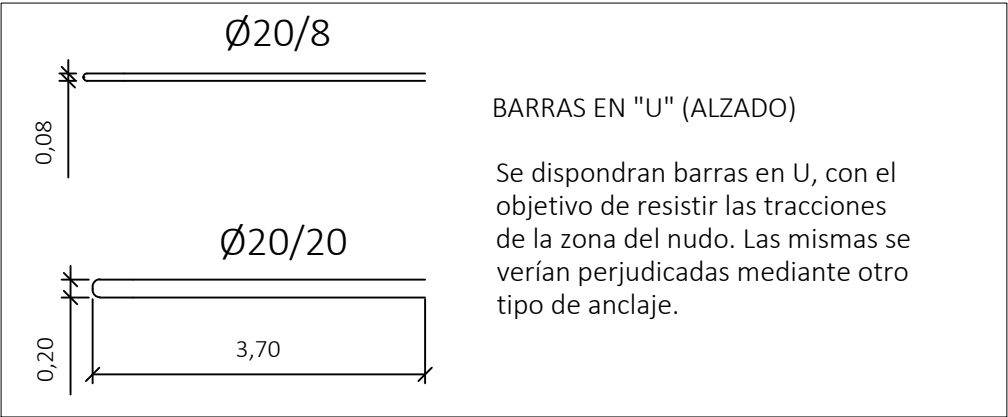 Ø20/8
0,08
BARRAS EN "U" (ALZADO)
Se dispondran barras en U, con el
objetivo de resistir las tracciones
de la zona del nudo. Las mismas se
verían perjudicadas mediante otro
tipo de anclaje.
Ø20/20
0,20
3,70